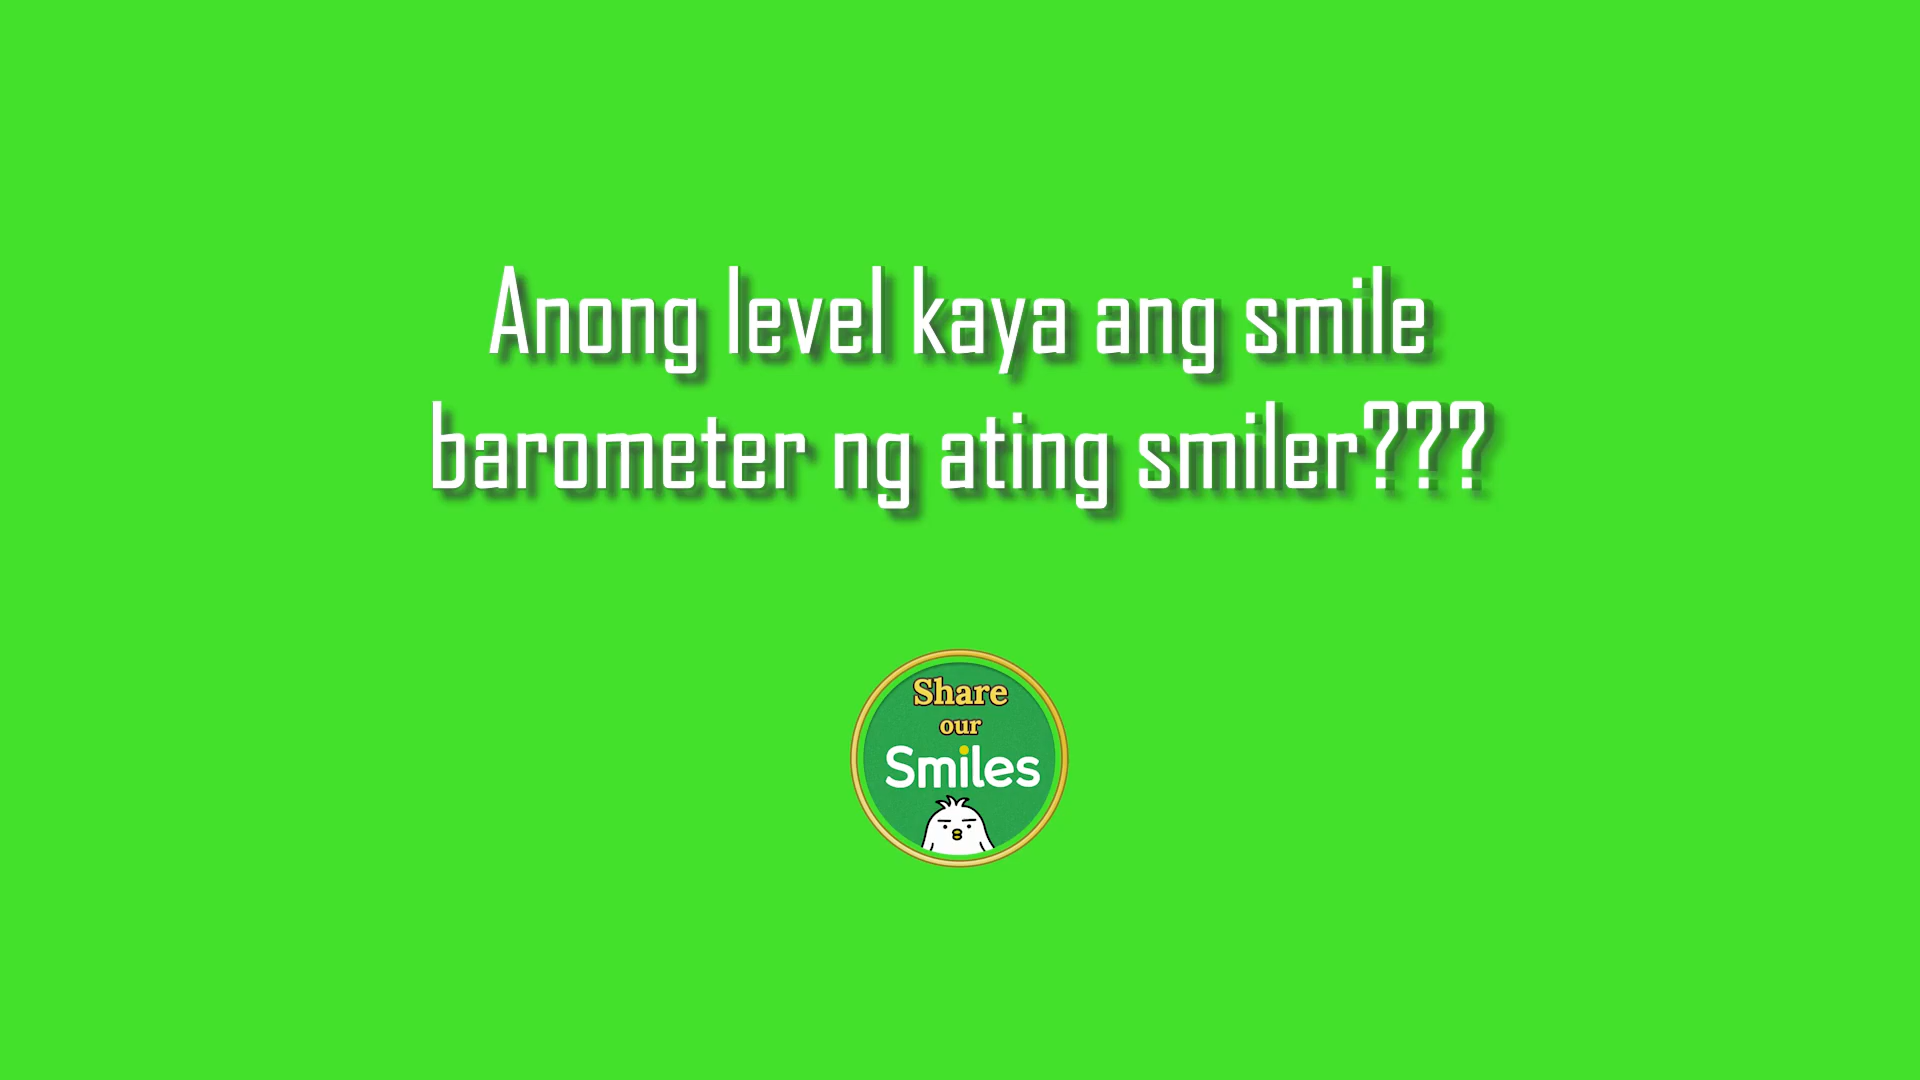 Anong level kaya ang smile
barometer ng ating smiler???
Share
our
Smiles